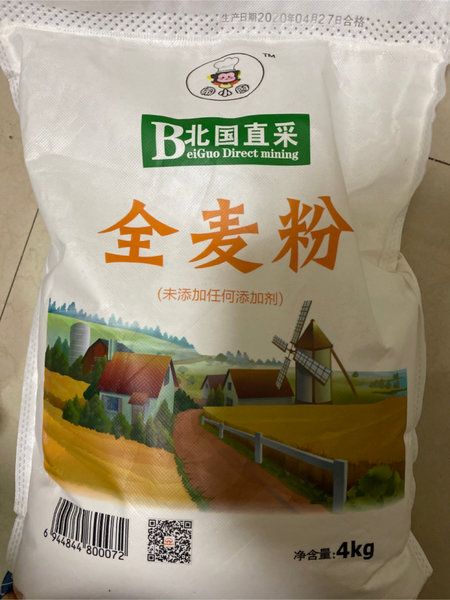 生产日期2020年04月27日合格
TM
B北国直采
eiGuo Direct mining
全麦粉
(未添加任何添加剂)
6 944844 800072
净含量:4kg